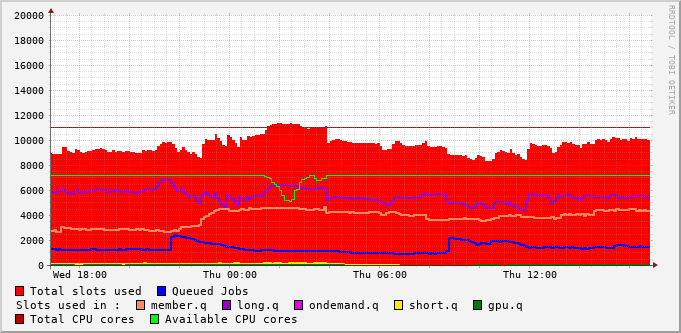 20000
18000
16000
14000
12000
10000
8000
6000
4000
2000
0
Wed 18:00 Thu 00:00 Thu 06:00 Thu 12:00
RRDTOOL / TOBI OETIKER
Total slots used Queued Jobs
Slots used in : member.q long.q ondemand.q short.q gpu.q
Total CPU cores Available CPU cores